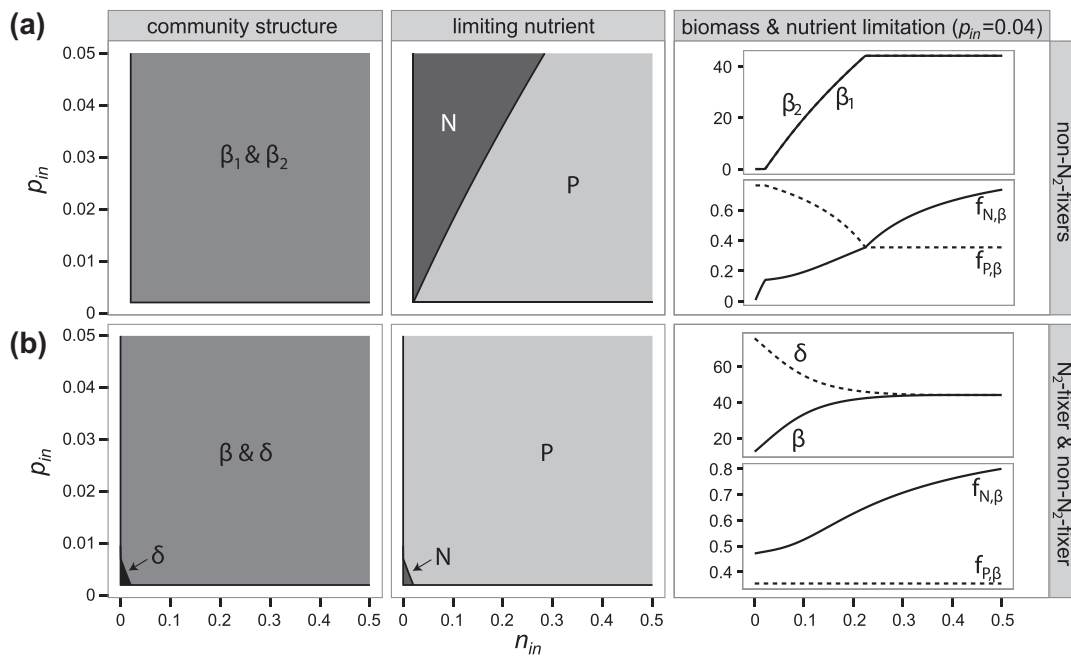 (a)
community structure
limiting nutrient
biomass & nutrient limitation (p_in=0.04)
0.05
0.04
0.03
0.02
0.01
0
p_in
β₁ & β₂
N
P
40
20
0
β₂
β₁
0.6
0.4
0.2
0
f_N,β
f_P,β
non-N₂-fixers
(b)
0.05
0.04
0.03
0.02
0.01
0
p_in
β & δ
δ
P
N
60
40
20
δ
β
0.8
0.7
0.6
0.5
0.4
f_N,β
f_P,β
N₂-fixer & non-N₂-fixer
0 0.1 0.2 0.3 0.4 0.5
0 0.1 0.2 0.3 0.4 0.5
0 0.1 0.2 0.3 0.4 0.5
n_in